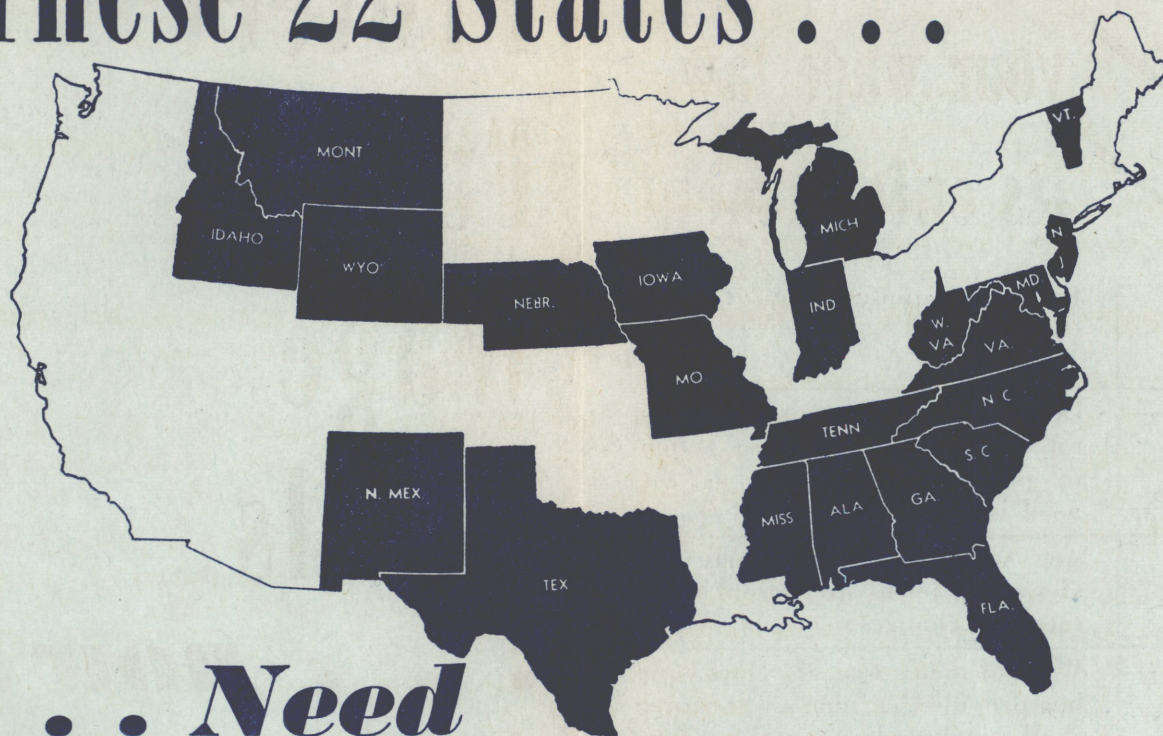 These 22 States . . .
VT.
MONT
MICH
N
J
IDAHO
WYO
IOWA
MD
NEBR.
IND
W.
VA
VA.
MO
N C
TENN
S. C
N. MEX
MISS
ALA
GA
TEX
FLA.
. . Need